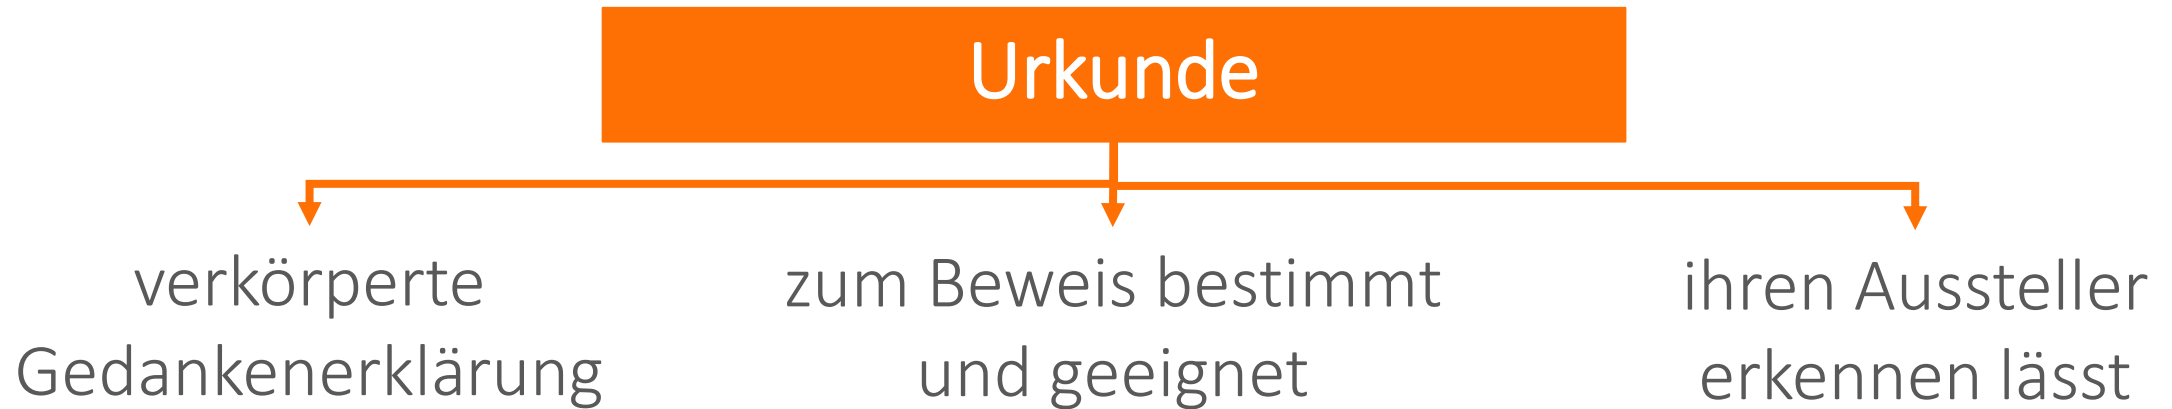 Urkunde
verkörperte
Gedankenerklärung
zum Beweis bestimmt
und geeignet
ihren Aussteller
erkennen lässt